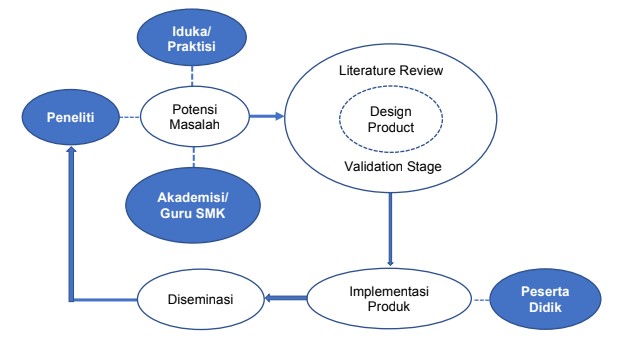 Iduka/
Praktisi
Literature Review
Peneliti
Potensi
Masalah
Design
Product
Validation Stage
Akademisi/
Guru SMK
Diseminasi
Implementasi
Produk
Peserta
Didik